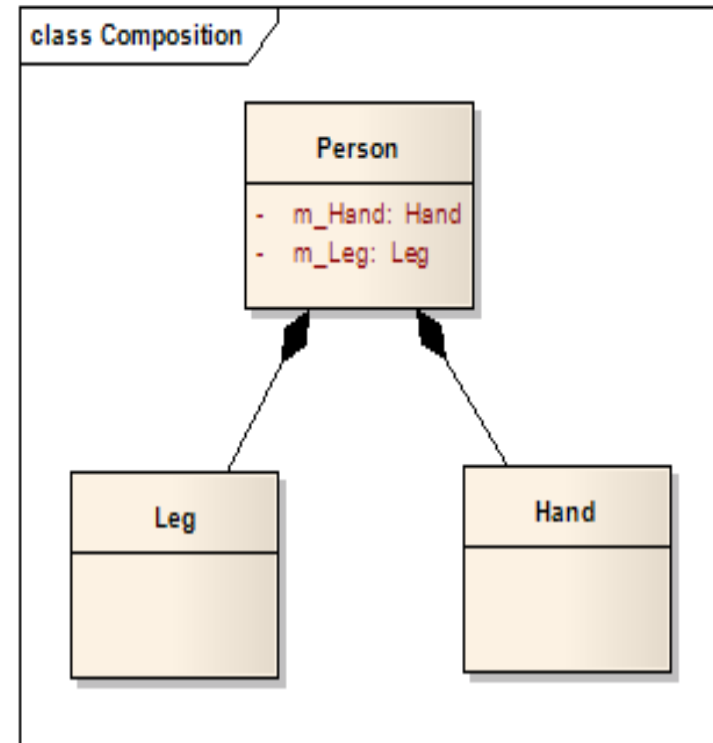 class Composition
Person
- m_Hand: Hand
- m_Leg: Leg
Leg
Hand